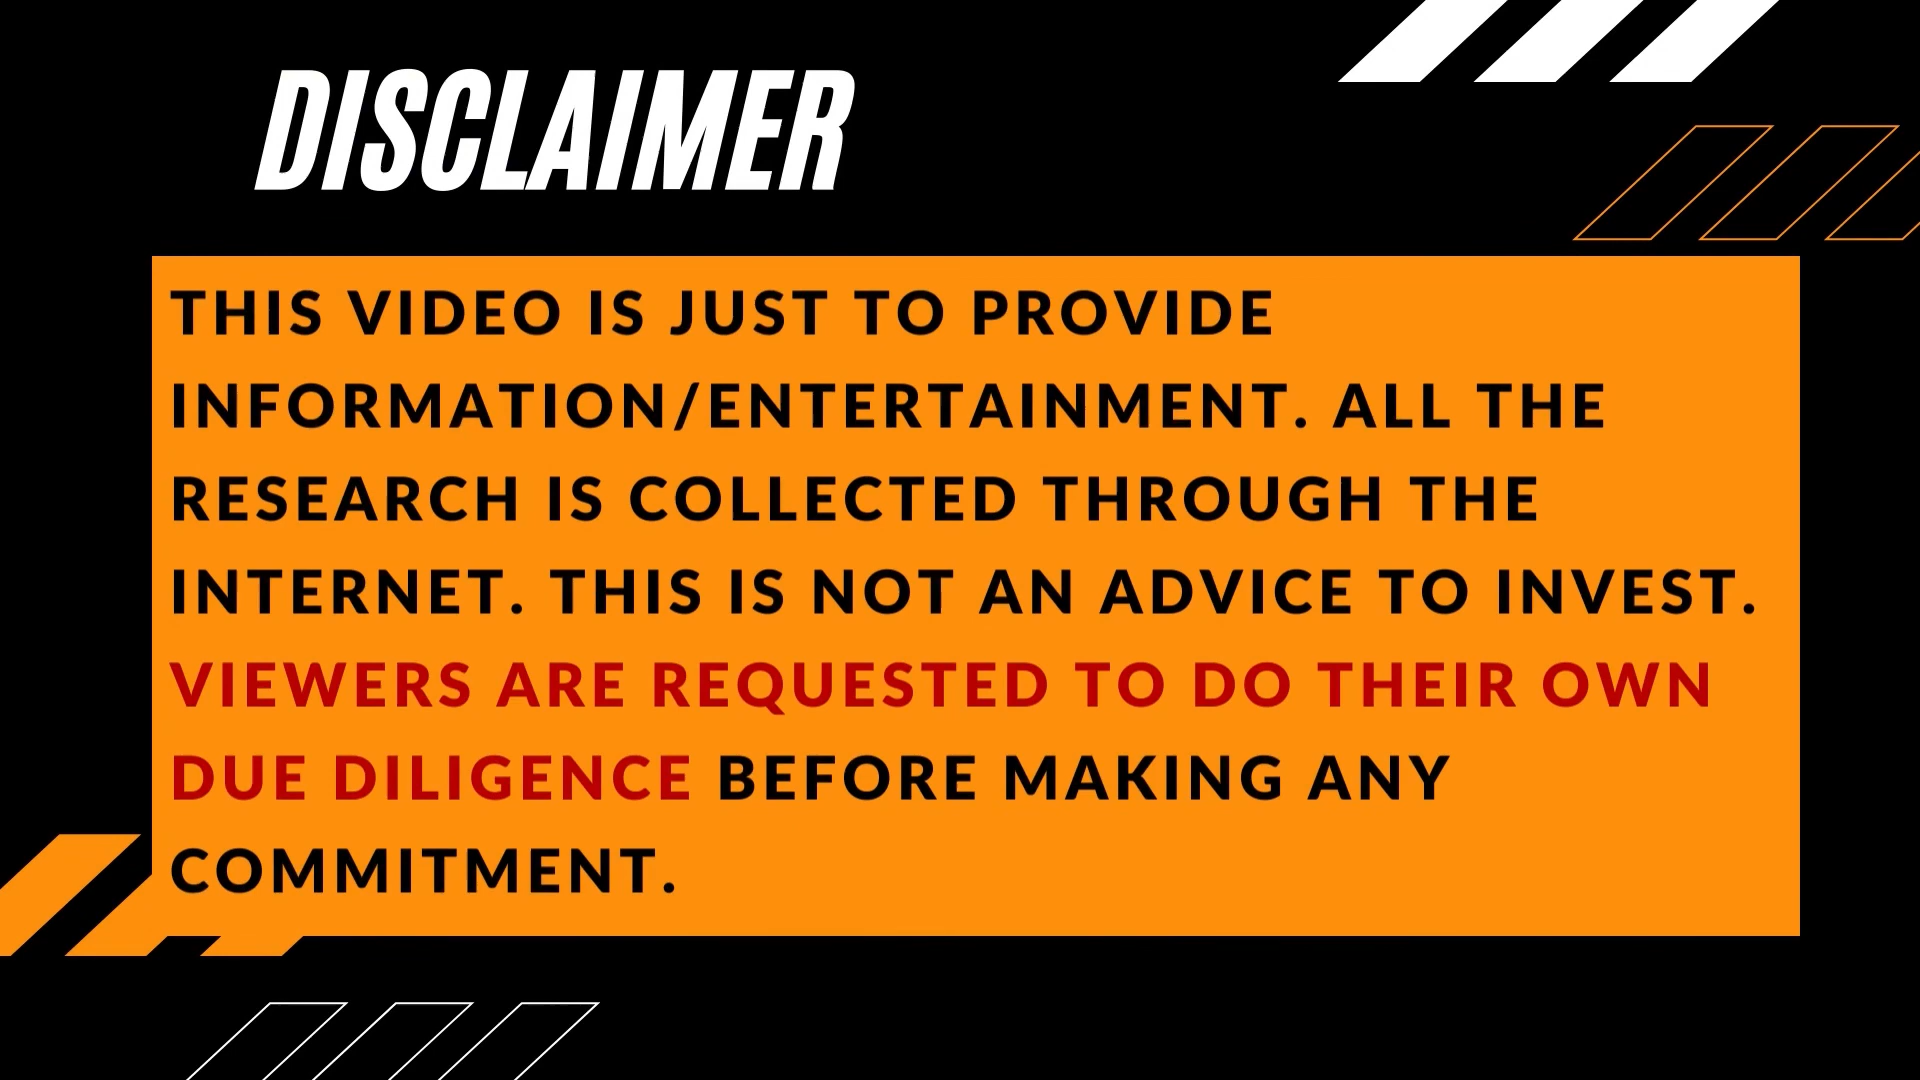 DISCLAIMER
THIS VIDEO IS JUST TO PROVIDE
INFORMATION/ENTERTAINMENT. ALL THE
RESEARCH IS COLLECTED THROUGH THE
INTERNET. THIS IS NOT AN ADVICE TO INVEST.
VIEWERS ARE REQUESTED TO DO THEIR OWN
DUE DILIGENCE BEFORE MAKING ANY
COMMITMENT.